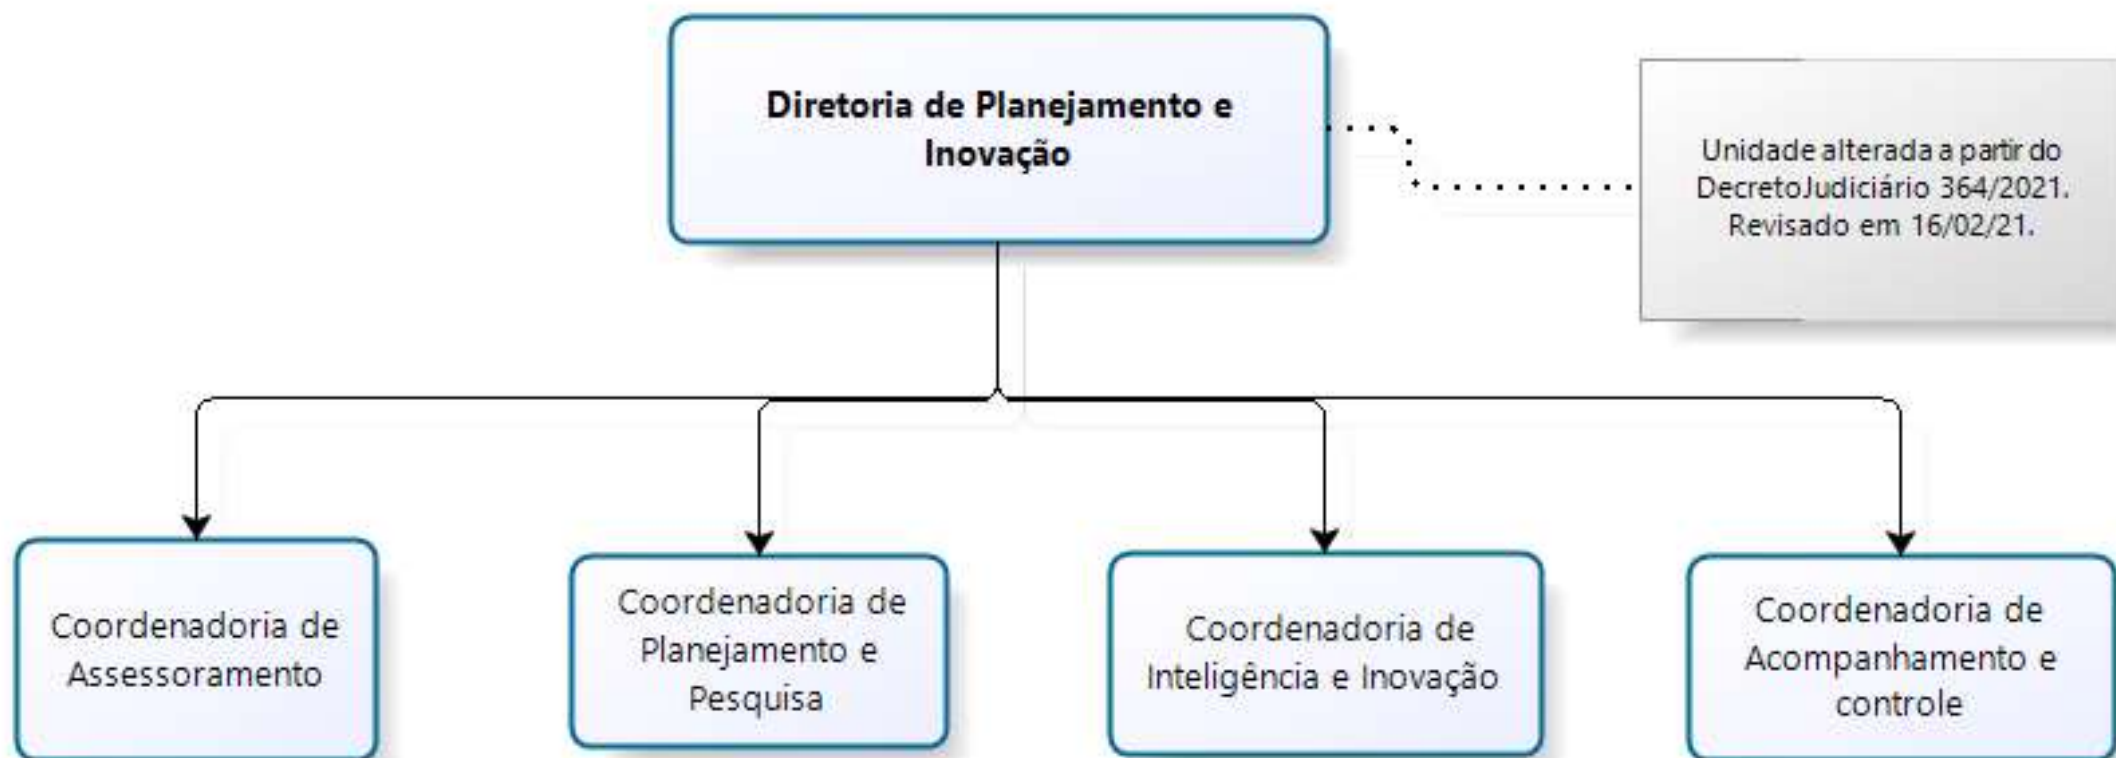 Diretoria de Planejamento e
Inovação
Unidade alterada a partir do
DecretoJudiciário 364/2021.
Revisado em 16/02/21.
Coordenadoria de
Assessoramento
Coordenadoria de
Planejamento e
Pesquisa
Coordenadoria de
Inteligência e Inovação
Coordenadoria de
Acompanhamento e
controle